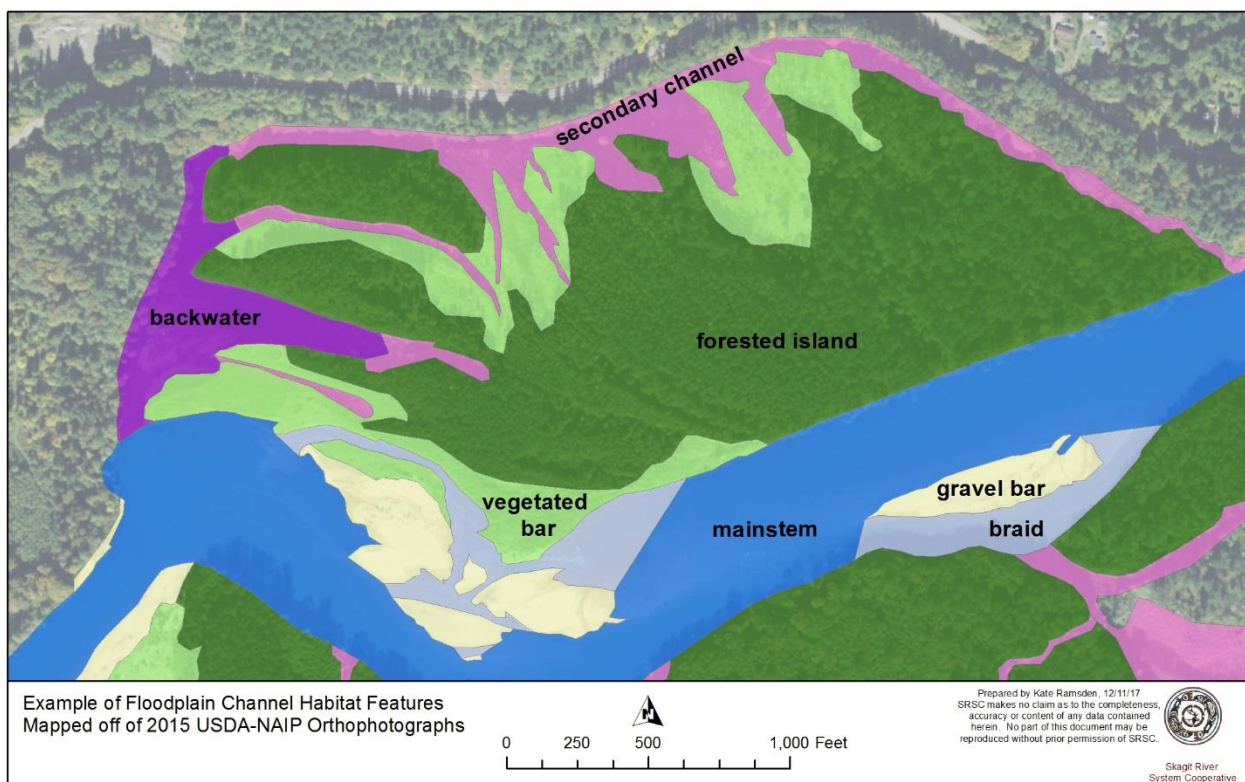 secondary channel
backwater
forested island
vegetated
bar
gravel bar
mainstem
braid
Example of Floodplain Channel Habitat Features
Mapped off of 2015 USDA-NAIP Orthophotographs
N
0 250 500 1,000 Feet
Prepared by Kate Ramsden, 12/11/17
SRSC makes no claim as to the completeness,
accuracy or content of any data contained
herein. No part of this document may be
reproduced without prior permission of SRSC.
Skagit River
System Cooperative